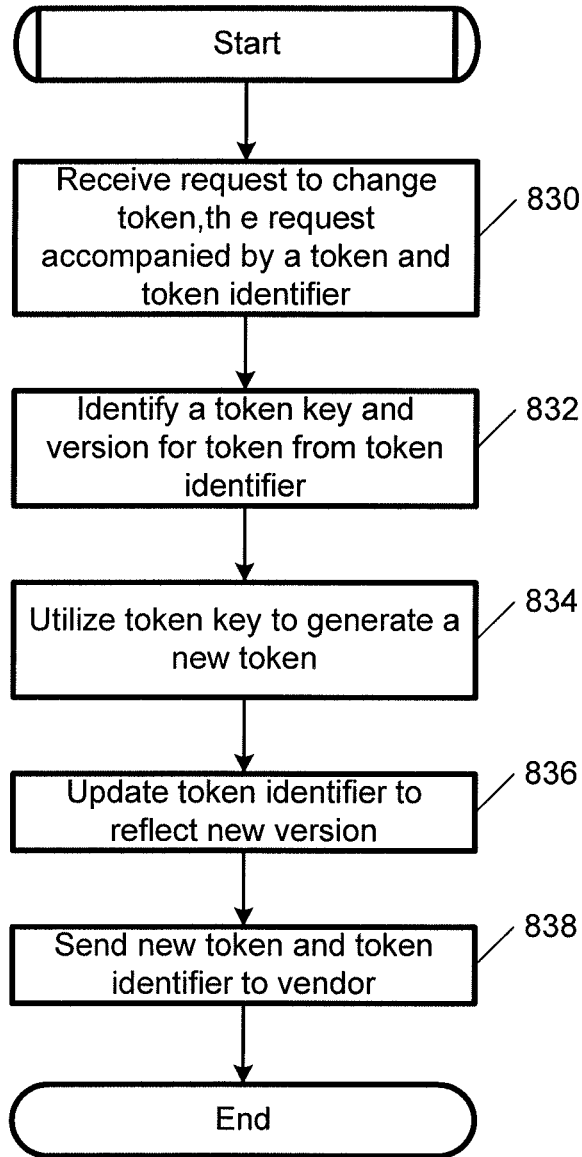 Start
Receive request to change
token,th e request
accompanied by a token and
token identifier
830
Identify a token key and
version for token from token
identifier
832
Utilize token key to generate a
new token
834
Update token identifier to
reflect new version
836
Send new token and token
identifier to vendor
838
End